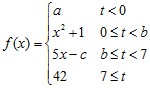 f(x) = { a t < 0
x² + 1 0 ≤ t < b
5x − c b ≤ t < 7
42 7 ≤ t